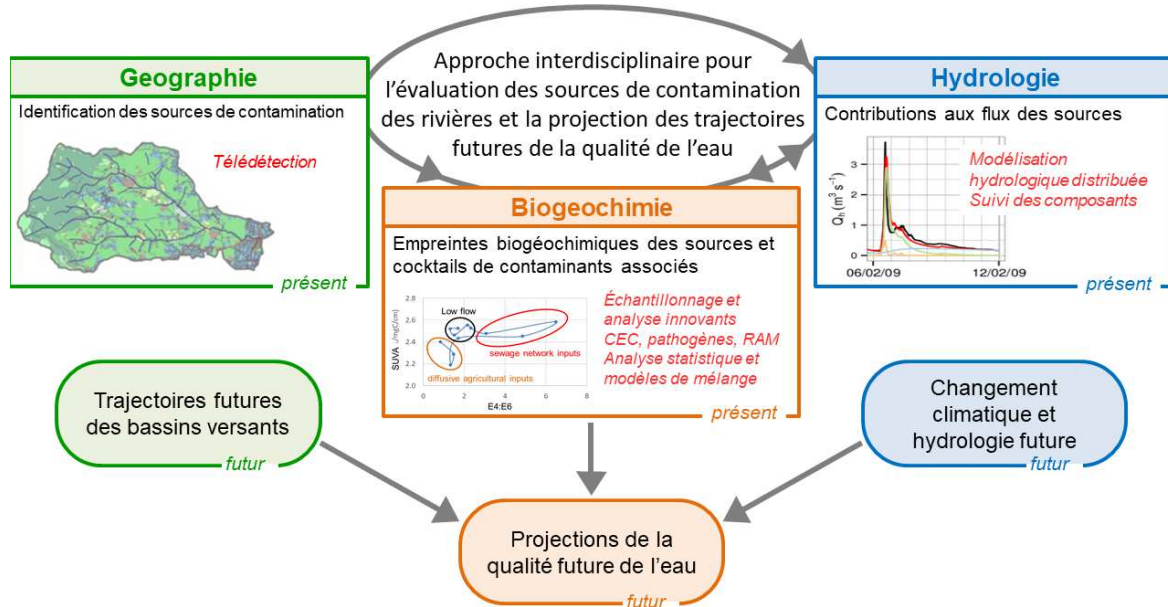 Approche interdisciplinaire pour
l'évaluation des sources de contamination
des rivières et la projection des trajectoires
futures de la qualité de l'eau
Geographie
Identification des sources de contamination
Télédétection
présent
Biogeochimie
Empreintes biogéochimiques des sources et
cocktails de contaminants associés
2.8
2.6
2.4
2.2
2.0
SUVA L/mg(C/cm)
Low flow
sewage network inputs
diffusive agricultural inputs
0
2
4
6
8
E4:E6
Échantillonnage et
analyse innovants
CEC, pathogènes, RAM
Analyse statistique et
modèles de mélange
présent
Hydrologie
Contributions aux flux des sources
3
2
1
0
Qh (m³ s⁻¹)
06/02/09
12/02/09
Modélisation
hydrologique distribuée
Suivi des composants
présent
Trajectoires futures
des bassins versants
futur
Changement
climatique et
hydrologie future
futur
Projections de la
qualité future de l'eau
futur